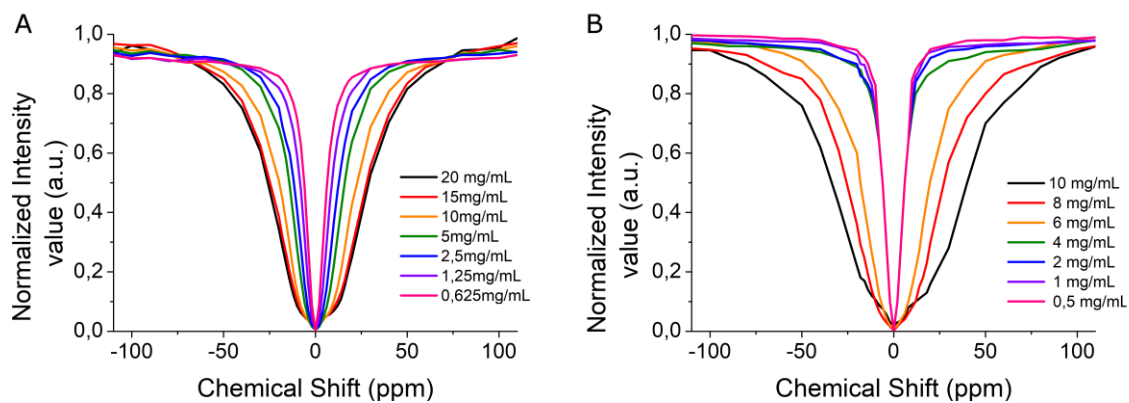 A
Normalized Intensity
value (a.u.)
1,0
0,8
0,6
0,4
0,2
0,0
20 mg/mL
15mg/mL
10mg/mL
5mg/mL
2,5mg/mL
1,25mg/mL
0,625mg/mL
-100 -50 0 50 100
Chemical Shift (ppm)
B
Normalized Intensity
value (a.u.)
1,0
0,8
0,6
0,4
0,2
0,0
10 mg/mL
8 mg/mL
6 mg/mL
4 mg/mL
2 mg/mL
1 mg/mL
0,5 mg/mL
-100 -50 0 50 100
Chemical Shift (ppm)